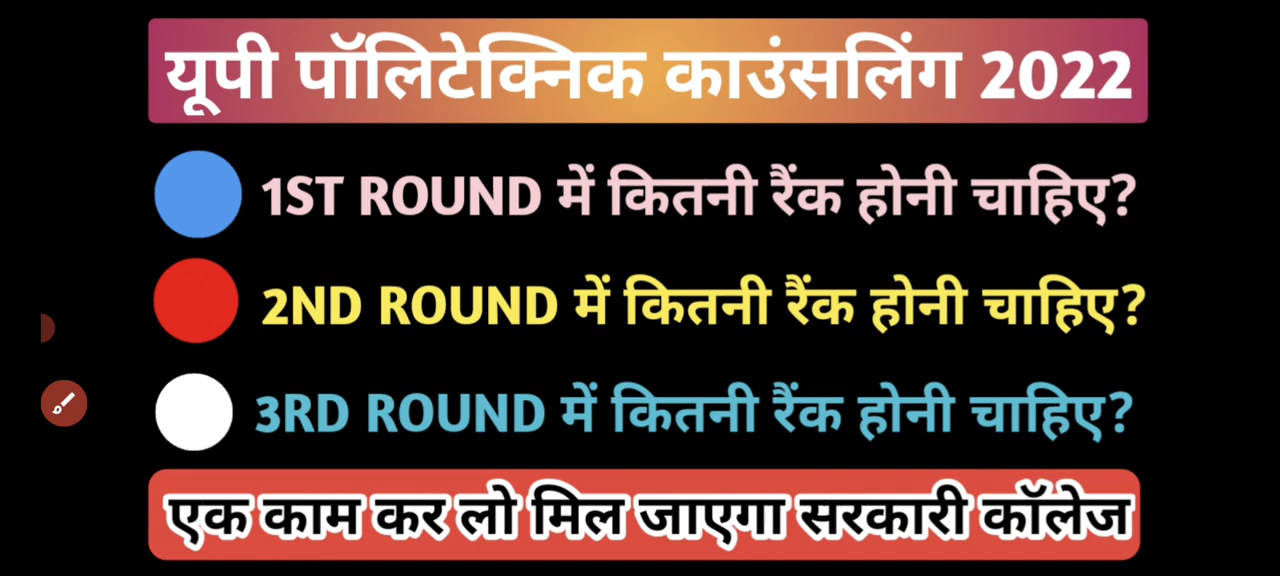 यूपी पॉलिटेक्निक काउंसलिंग 2022
1ST ROUND में कितनी रैंक होनी चाहिए?
2ND ROUND में कितनी रैंक होनी चाहिए?
3RD ROUND में कितनी रैंक होनी चाहिए?
एक काम कर लो मिल जाएगा सरकारी कॉलेज